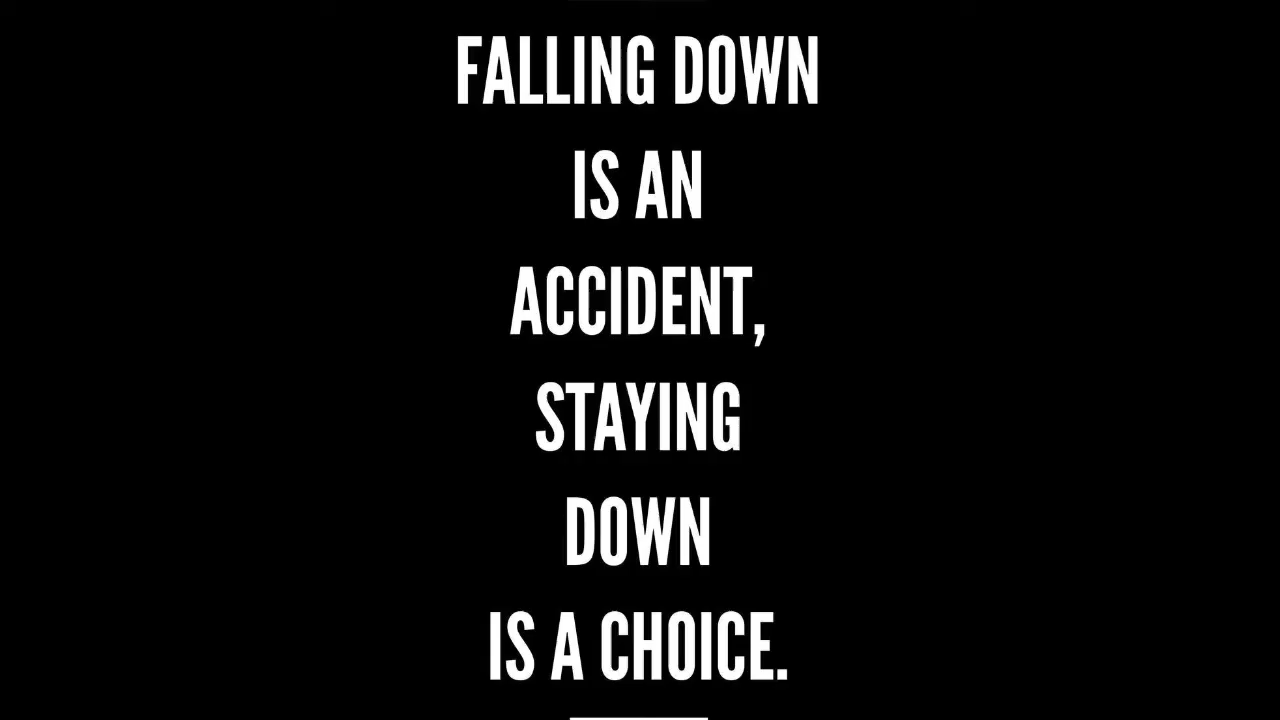 FALLING DOWN
IS AN
ACCIDENT,
STAYING
DOWN
IS A CHOICE.